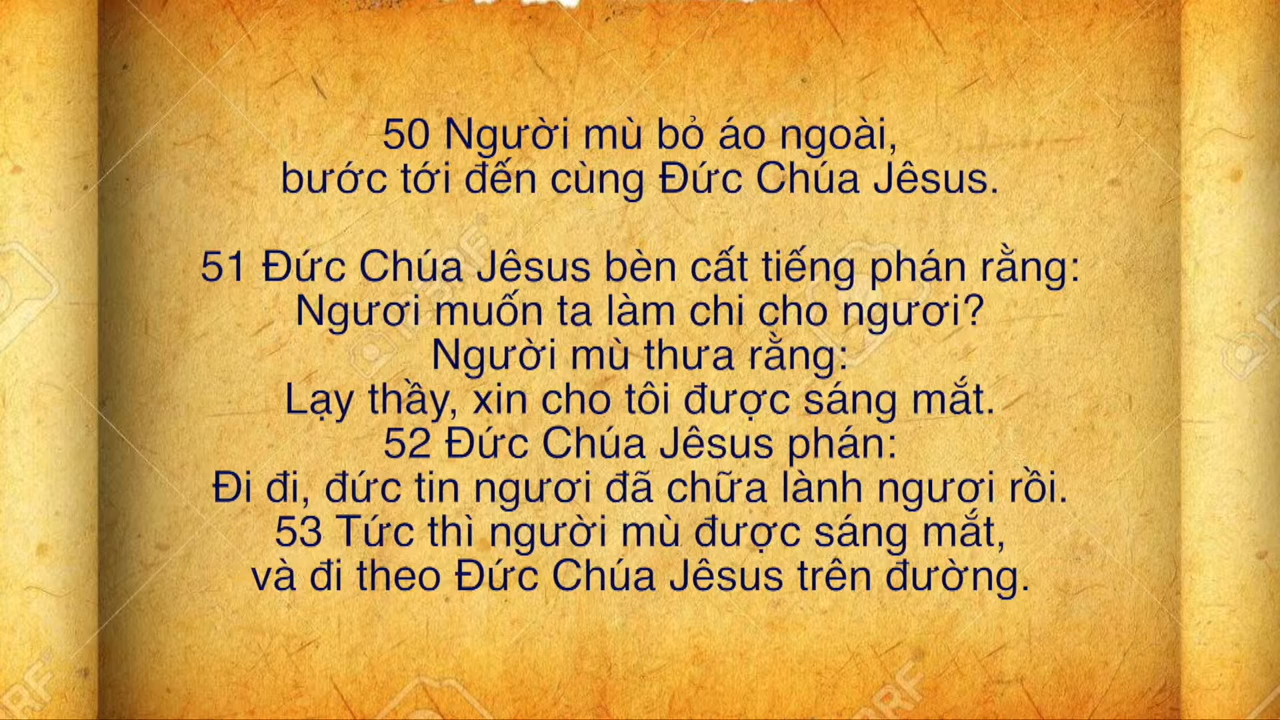 50 Người mù bỏ áo ngoài,
bước tới đến cùng Đức Chúa Jêsus.
51 Đức Chúa Jêsus bèn cất tiếng phán rằng:
Ngươi muốn ta làm chi cho ngươi?
Người mù thưa rằng:
Lạy thầy, xin cho tôi được sáng mắt.
52 Đức Chúa Jêsus phán:
Đi đi, đức tin ngươi đã chữa lành ngươi rồi.
53 Tức thì người mù được sáng mắt,
và đi theo Đức Chúa Jêsus trên đường.